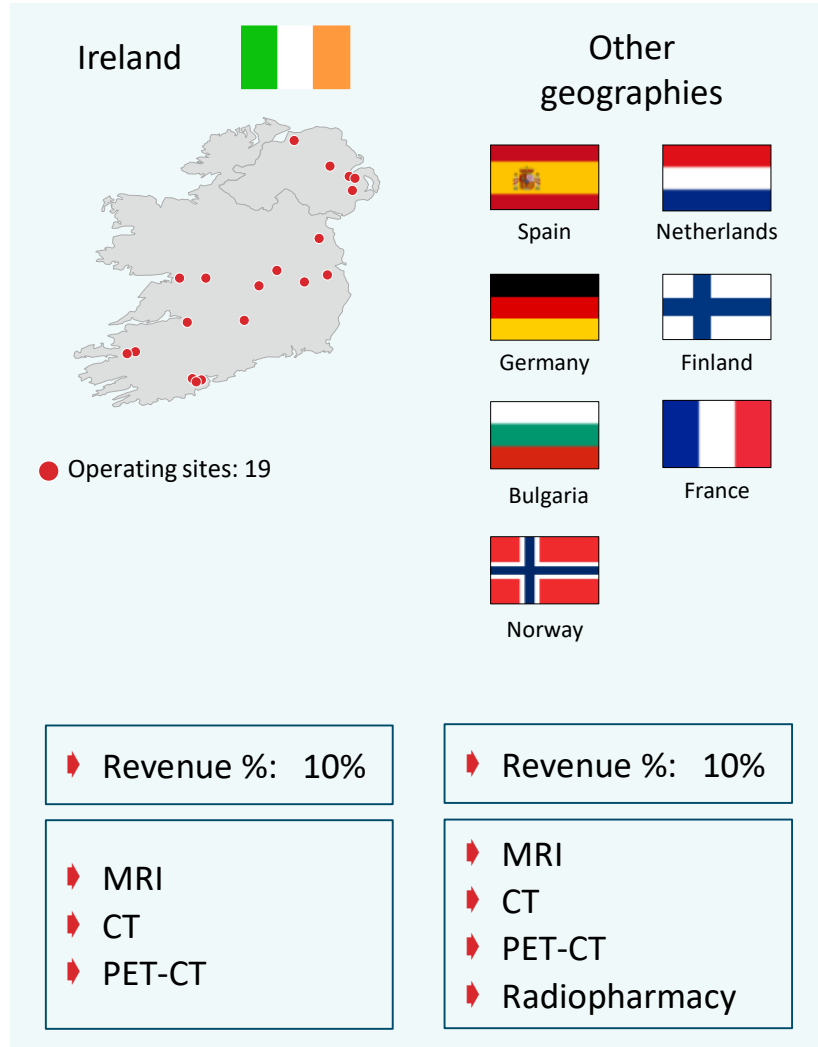 Ireland
Operating sites: 19
Revenue %: 10%
MRI
CT
PET-CT
Other
geographies
Spain
Netherlands
Germany
Finland
Bulgaria
France
Norway
Revenue %: 10%
MRI
CT
PET-CT
Radiopharmacy